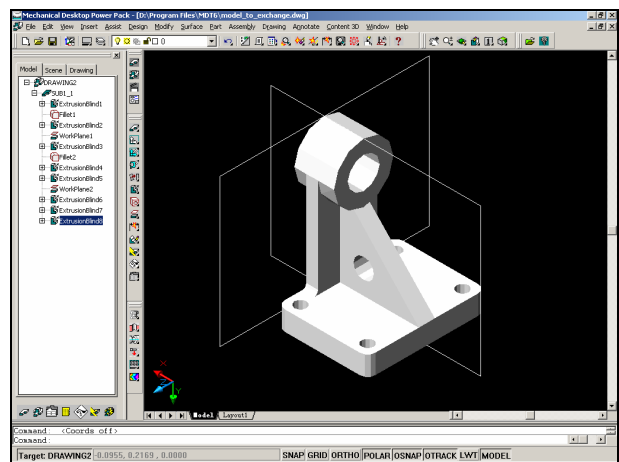 Mechanical Desktop Power Pack - [D:\Program Files\MDT6\model_to_exchange.dwg]
File Edit View Insert Assist Design Modify Surface Part Assembly Drawing Annotate Content 3D Window Help
0
Model Scene Drawing
DRAWING2
SUB1_1
ExtrusionBlind1
Fillet1
ExtrusionBlind2
WorkPlane1
ExtrusionBlind3
Fillet2
ExtrusionBlind4
ExtrusionBlind5
WorkPlane2
ExtrusionBlind6
ExtrusionBlind7
ExtrusionBlind8
X
Y
Model Layout1
Command: <Coords off>
Command:
Target: DRAWING2 -0.0955, 0.2169 , 0.0000 SNAP GRID ORTHO POLAR OSNAP OTRACK LWT MODEL